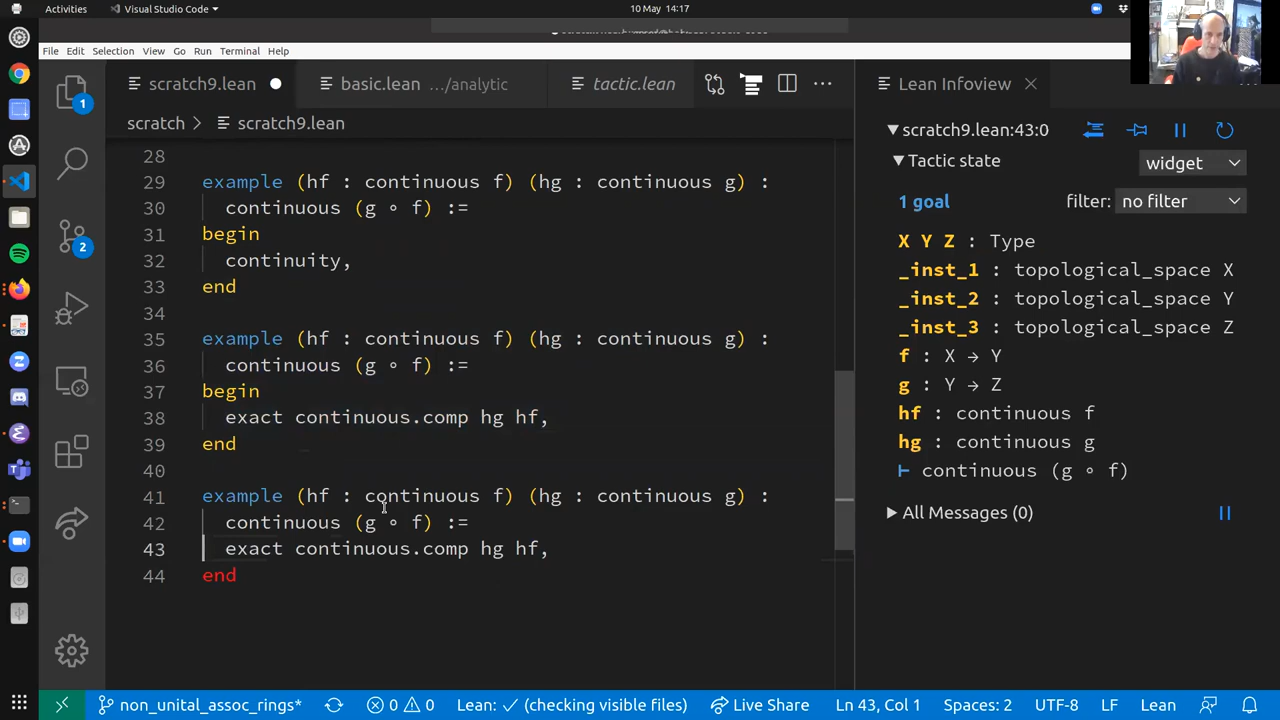 Activities
Visual Studio Code
10 May 14:17
File Edit Selection View Go Run Terminal Help
scratch9.lean
basic.lean …/analytic
tactic.lean
…
Lean Infoview
scratch > scratch9.lean
28
29 example (hf : continuous f) (hg : continuous g) :
30 continuous (g ∘ f) :=
31 begin
32 continuity,
33 end
34
35 example (hf : continuous f) (hg : continuous g) :
36 continuous (g ∘ f) :=
37 begin
38 exact continuous.comp hg hf,
39 end
40
41 example (hf : continuous f) (hg : continuous g) :
42 continuous (g ∘ f) :=
43 exact continuous.comp hg hf,
44 end
1
2
scratch9.lean:43:0
Tactic state
widget
1 goal
filter: no filter
X Y Z : Type
_inst_1 : topological_space X
_inst_2 : topological_space Y
_inst_3 : topological_space Z
f : X → Y
g : Y → Z
hf : continuous f
hg : continuous g
⊢ continuous (g ∘ f)
All Messages (0)
non_unital_assoc_rings*
0
0
Lean: ✓ (checking visible files)
Live Share
Ln 43, Col 1
Spaces: 2
UTF-8
LF
Lean